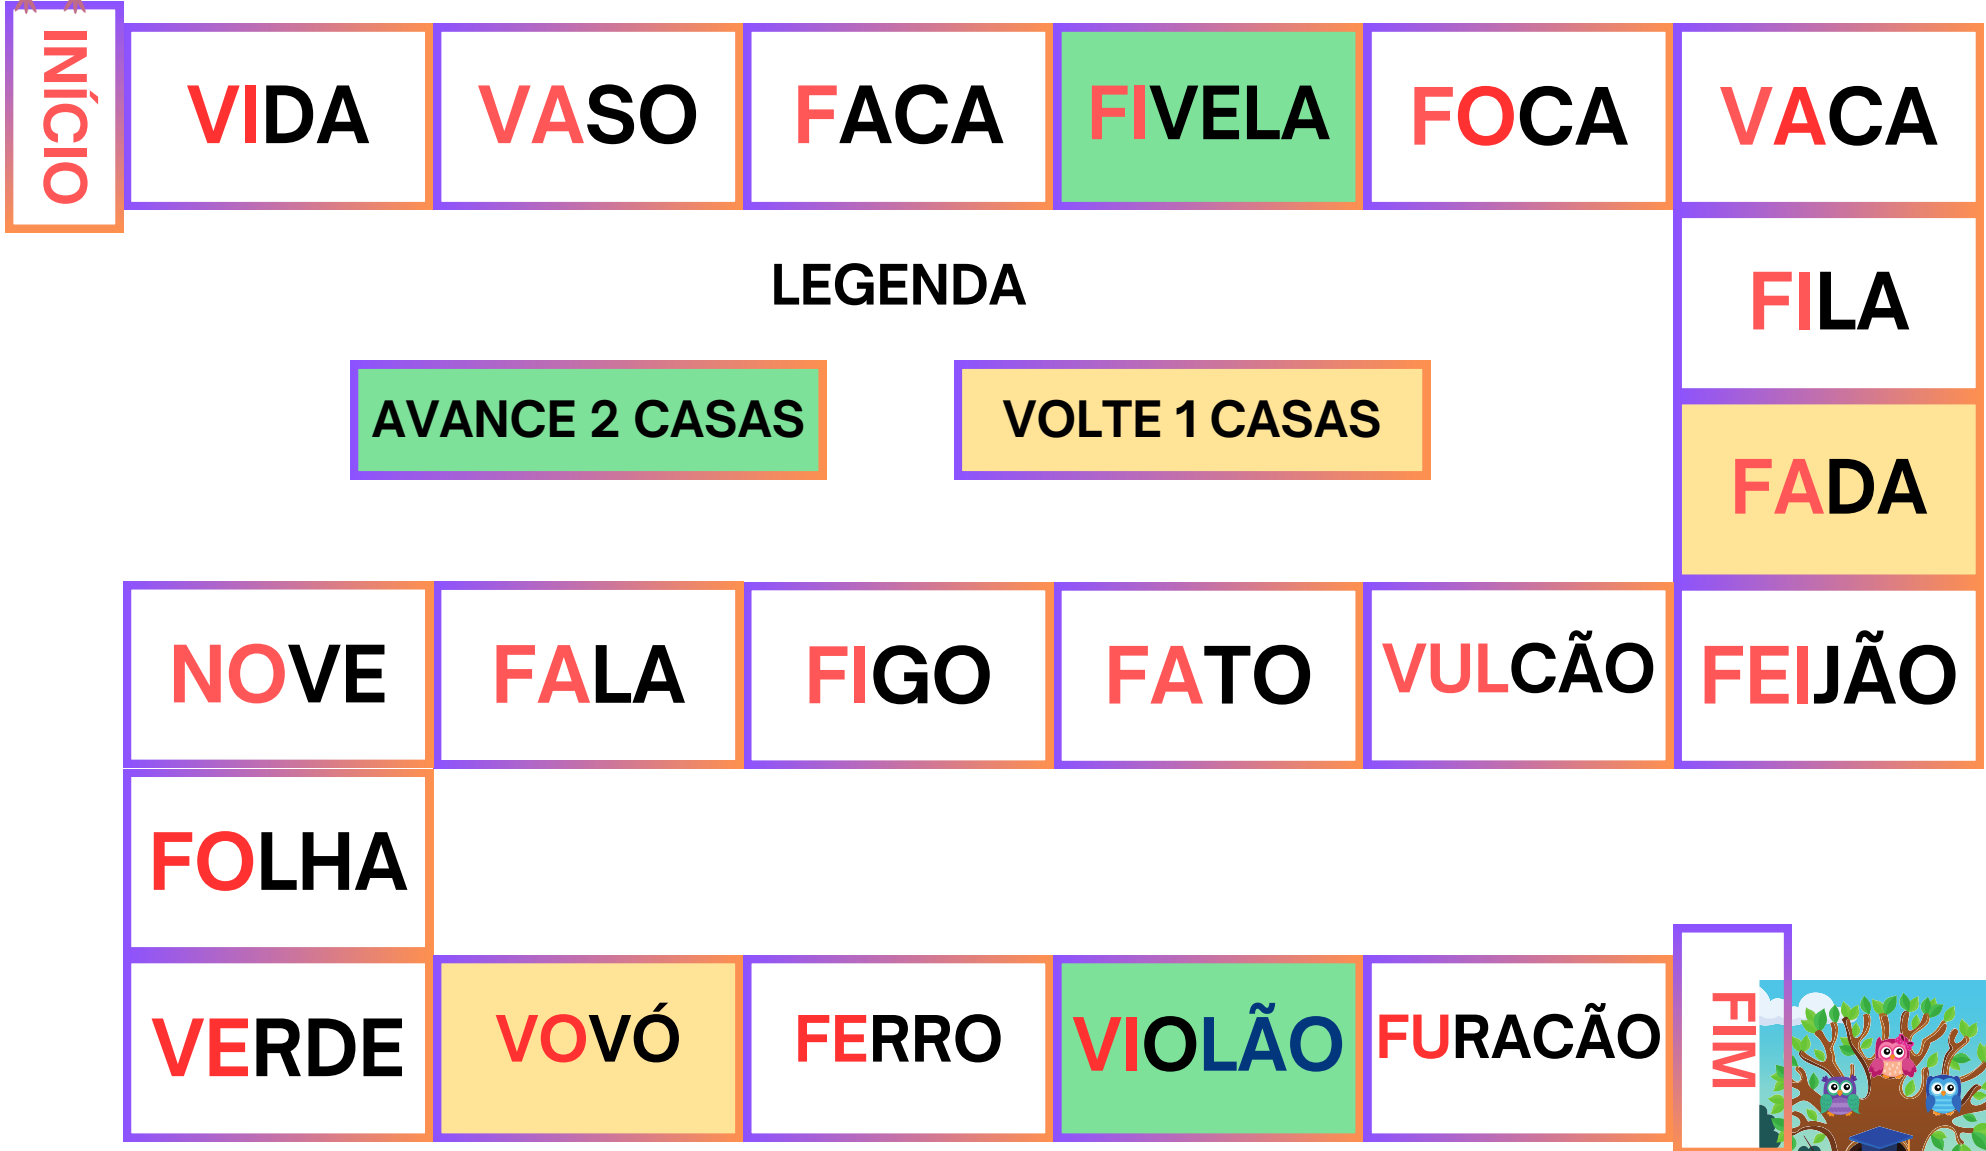 INÍCIO
VIDA
VASO
FACA
FIVELA
FOCA
VACA
FILA
FADA
LEGENDA
AVANCE 2 CASAS
VOLTE 1 CASAS
FEIJÃO
VULCÃO
FATO
FIGO
FALA
NOVE
FOLHA
VERDE
VOVÓ
FERRO
VIOLÃO
FURACÃO
FIM